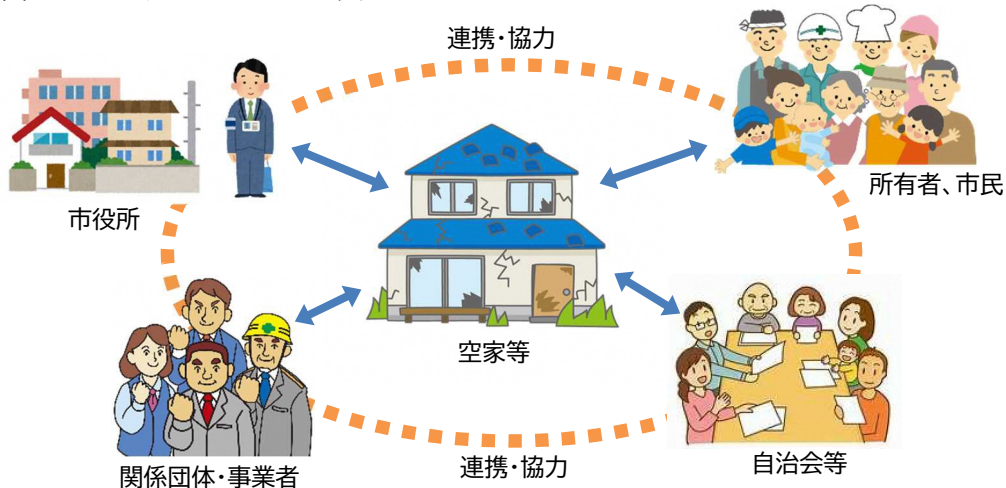 連携・協力
市役所
所有者、市民
空家等
関係団体・事業者
連携・協力
自治会等